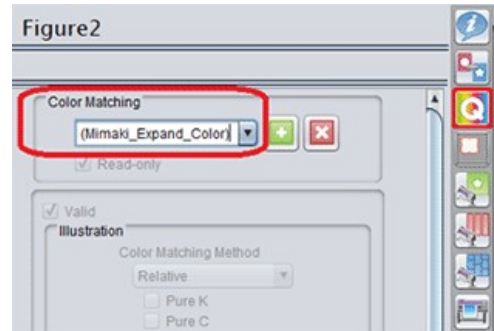 Figure2
Color Matching
(Mimaki_Expand_Color)
Read-only
Valid
Illustration
Color Matching Method
Relative
Pure K
Pure C